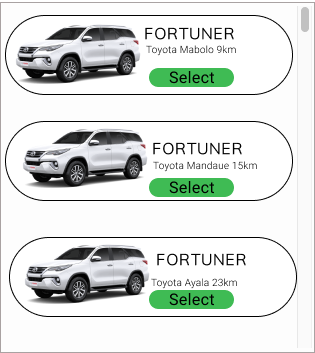 FORTUNER
Toyota Mabolo 9km
Select
FORTUNER
Toyota Mandaue 15km
Select
FORTUNER
Toyota Ayala 23km
Select